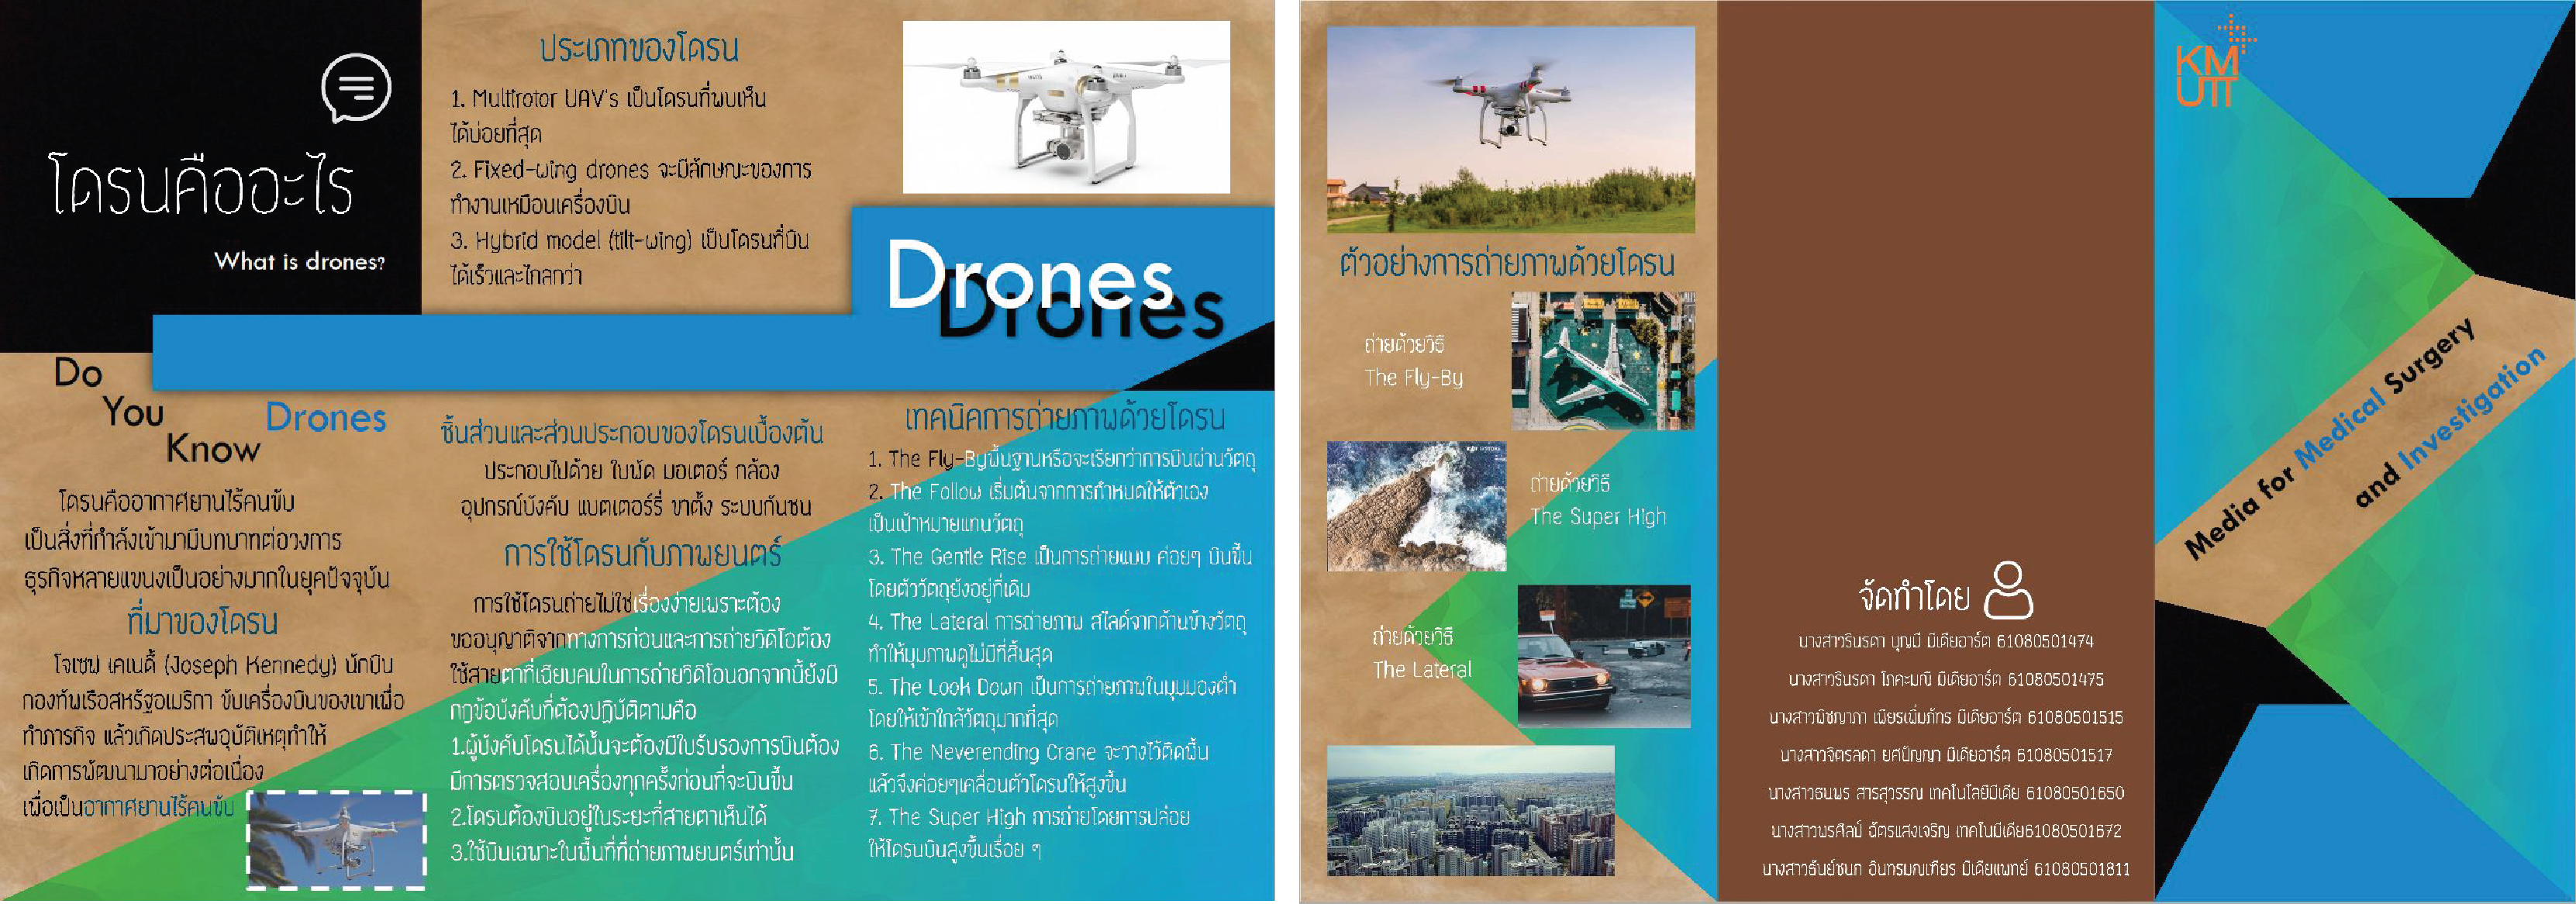 โดรนคืออะไร
What is drones?
ประเภทของโดรน
1. Multirotor UAV's เป็นโดรนที่พบเห็น
ได้บ่อยที่สุด
2. Fixed-wing drones จะมีลักษณะของการ
ทำงานเหมือนเครื่องบิน
3. Hybrid model (tilt-wing) เป็นโดรนที่บิน
ได้เร็วและไกลกว่า
Drones
Drones
Do
You
Know
Drones
โดรนคืออากาศยานไร้คนขับ
เป็นสิ่งที่กำลังเข้ามามีบทบาทต่อวงการ
ธุรกิจหลายแขนงเป็นอย่างมากในยุคปัจจุบัน
ที่มาของโดรน
โจเซฟ เคเนดี้ (Joseph Kennedy) นักบิน
กองทัพเรือสหรัฐอเมริกา ขับเครื่องบินของเขาเพื่อ
ทำภารกิจ แล้วเกิดประสพอุบัติเหตุทำให้
เกิดการพัฒนามาอย่างต่อเนื่อง
เพื่อเป็นอากาศยานไร้คนขับ
ชิ้นส่วนและส่วนประกอบของโดรนเบื้องต้น
ประกอบไปด้วย ใบพัด มอเตอร์ กล้อง
อุปกรณ์บังคับ แบตเตอร์รี่ ขาตั้ง ระบบกันชน
การใช้โดรนกับภาพยนตร์
การใช้โดรนถ่ายไม่ใช่เรื่องง่ายเพราะต้อง
ขออนุญาติจากทางการก่อนและการถ่ายวิดิโอต้อง
ใช้สายตาที่เฉียบคมในการถ่ายวิดิโอนอกจากนี้ยังมี
กฎข้อบังคับที่ต้องปฏิบัติตามคือ
1.ผู้บังคับโดรนได้นั้นจะต้องมีใบรับรองการบินต้อง
มีการตรวจสอบเครื่องทุกครั้งก่อนที่จะบินขึ้น
2.โดรนต้องบินอยู่ในระยะที่สายตาเห็นได้
3.ใช้บินเฉพาะในพื้นที่ที่ถ่ายภาพยนตร์เท่านั้น
เทคนิคการถ่ายภาพด้วยโดรน
1. The Fly-Byพื้นฐานหรือจะเรียกว่าการบินผ่านวัตถุ
2. The Follow เริ่มต้นจากการกำหนดให้ตัวเอง
เป็นเป้าหมายแทนวัตถุ
3. The Gentle Rise เป็นการถ่ายแบบ ค่อยๆ บินขึ้น
โดยตัววัตถุยังอยู่ที่เดิม
4. The Lateral การถ่ายภาพ สไลด์จากด้านข้างวัตถุ
ทำให้มุมภาพดูไม่มีที่สิ้นสุด
5. The Look Down เป็นการถ่ายภาพในมุมมองต่ำ
โดยให้เข้าใกล้วัตถุมากที่สุด
6. The Neverending Crane จะวางไว้ติดพื้น
แล้วจึงค่อยๆเคลื่อนตัวโดรนให้สูงขึ้น
7. The Super High การถ่ายโดยการปล่อย
ให้โดรนบินสูงขึ้นเรื่อย ๆ
ตัวอย่างการถ่ายภาพด้วยโดรน
ถ่ายด้วยวิธี
The Fly-By
ถ่ายด้วยวิธี
The Super High
ถ่ายด้วยวิธี
The Lateral
จัดทำโดย
นางสาวรินรดา บุญมี มีเดียอาร์ต 61080501474
นางสาวรินรดา โภคะมณี มีเดียอาร์ต 61080501475
นางสาวพิชญาภา เพียรเพิ่มภัทร มีเดียอาร์ต 61080501515
นางสาวจิตรลดา ยศปัญญา มีเดียอาร์ต 61080501517
นางสาวธนพร สารสุวรรณ เทคโนโลยีมีเดีย 61080501650
นางสาวพรศิลป์ ฉัตรแสงเจริญ เทคโนมีเดีย61080501672
นางสาวธันย์ชนก อินทรมณเฑียร มีเดียแพทย์ 61080501811
KM
UTT
Media for Medical Surgery
and Investigation